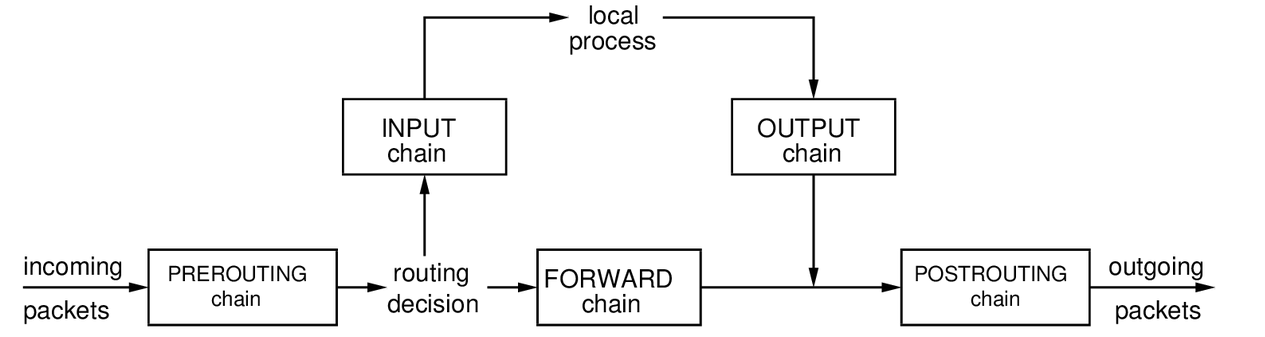 local
process
INPUT
chain
OUTPUT
chain
incoming
packets
PREROUTING
chain
routing
decision
FORWARD
chain
POSTROUTING
chain
outgoing
packets